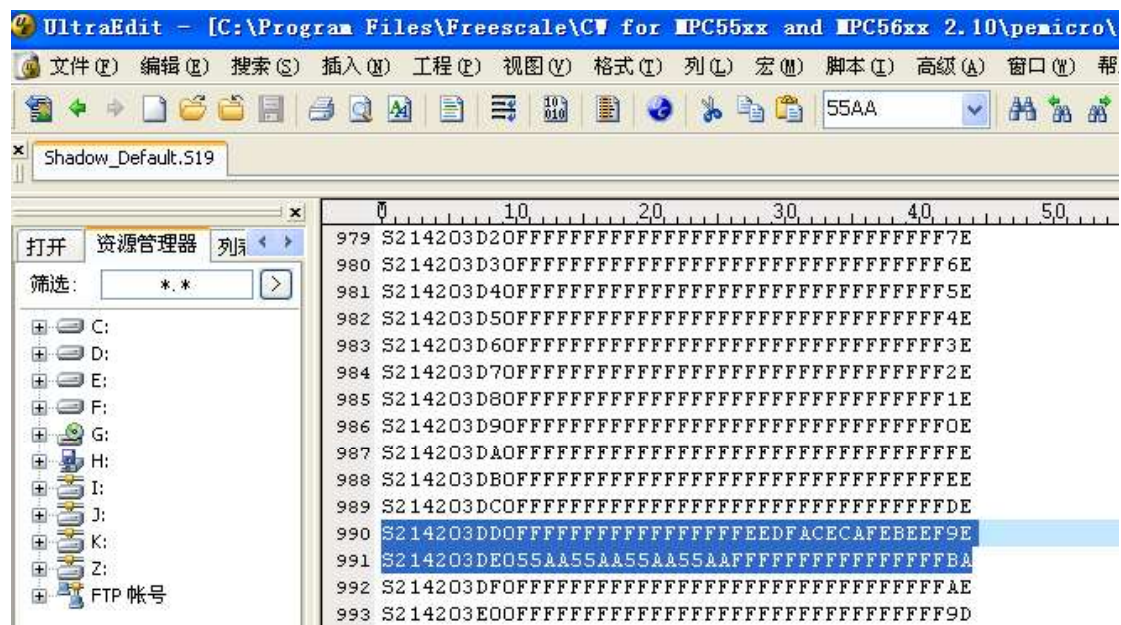 UltraEdit - [C:\Program Files\Freescale\CW for MPC55xx and MPC56xx 2.10\pemicro\
文件(F) 编辑(E) 搜索(S) 插入(N) 工程(P) 视图(V) 格式(T) 列(L) 宏(M) 脚本(I) 高级(A) 窗口(W) 帮
55AA
Shadow_Default.S19
0 10 20 30 40 50
打开 资源管理器 列表
筛选: *.*
C:
D:
E:
F:
G:
H:
I:
J:
K:
Z:
FTP 帐号
979 S214203D20FFFFFFFFFFFFFFFFFFFFFFFFFFFFFFFF7E
980 S214203D30FFFFFFFFFFFFFFFFFFFFFFFFFFFFFFFF6E
981 S214203D40FFFFFFFFFFFFFFFFFFFFFFFFFFFFFFFF5E
982 S214203D50FFFFFFFFFFFFFFFFFFFFFFFFFFFFFFFF4E
983 S214203D60FFFFFFFFFFFFFFFFFFFFFFFFFFFFFFFF3E
984 S214203D70FFFFFFFFFFFFFFFFFFFFFFFFFFFFFFFF2E
985 S214203D80FFFFFFFFFFFFFFFFFFFFFFFFFFFFFFFF1E
986 S214203D90FFFFFFFFFFFFFFFFFFFFFFFFFFFFFFFF0E
987 S214203DA0FFFFFFFFFFFFFFFFFFFFFFFFFFFFFFFFFE
988 S214203DB0FFFFFFFFFFFFFFFFFFFFFFFFFFFFFFFFEE
989 S214203DC0FFFFFFFFFFFFFFFFFFFFFFFFFFFFFFFFDE
990 S214203DD0FFFFFFFFFFFFFFFFFEEDFACECAFEBEEF9E
991 S214203DE055AA55AA55AA55AAFFFFFFFFFFFFFFFFBA
992 S214203DF0FFFFFFFFFFFFFFFFFFFFFFFFFFFFFFFFAE
993 S214203E00FFFFFFFFFFFFFFFFFFFFFFFFFFFFFFFF9D